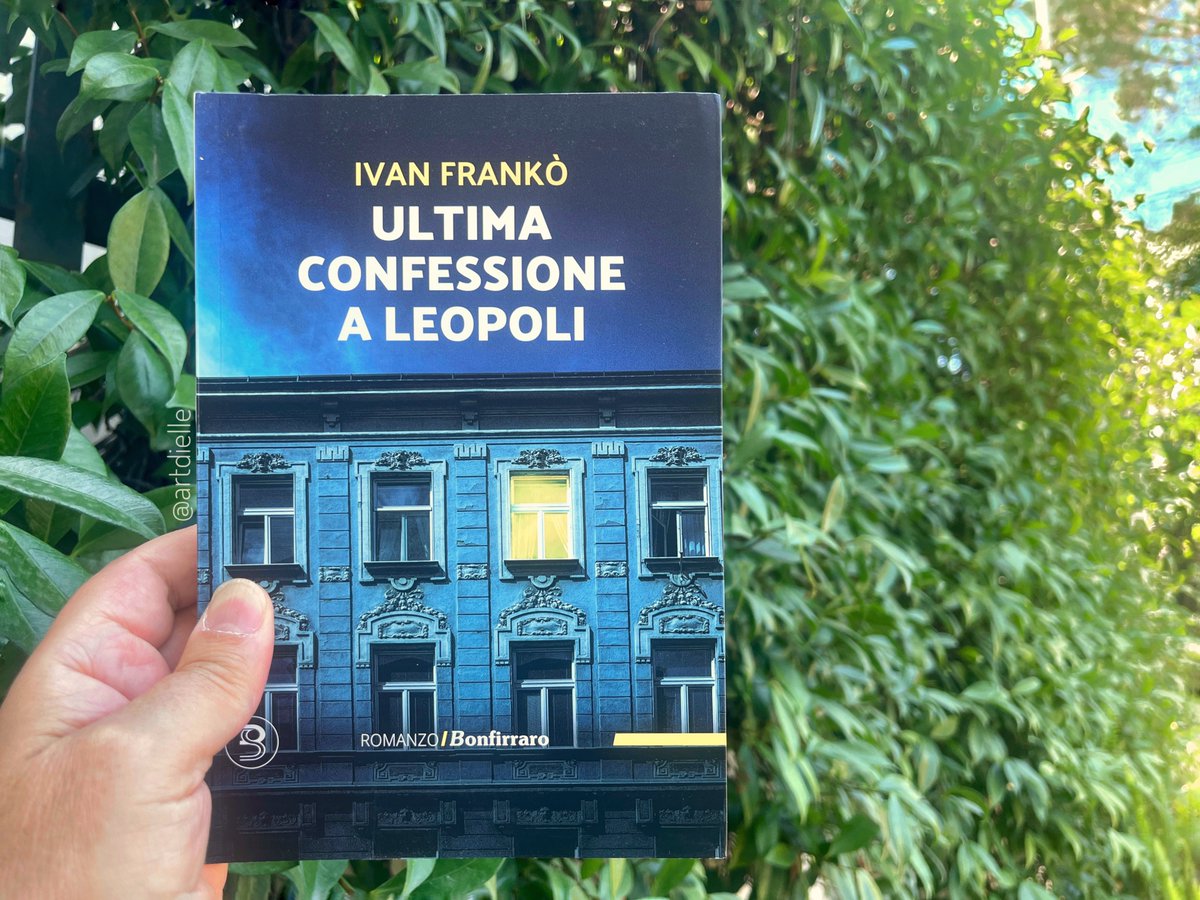 IVAN FRANKÒ
ULTIMA
CONFESSIONE
A LEOPOLI
@artdielle
ROMANZO/Bonfirraro